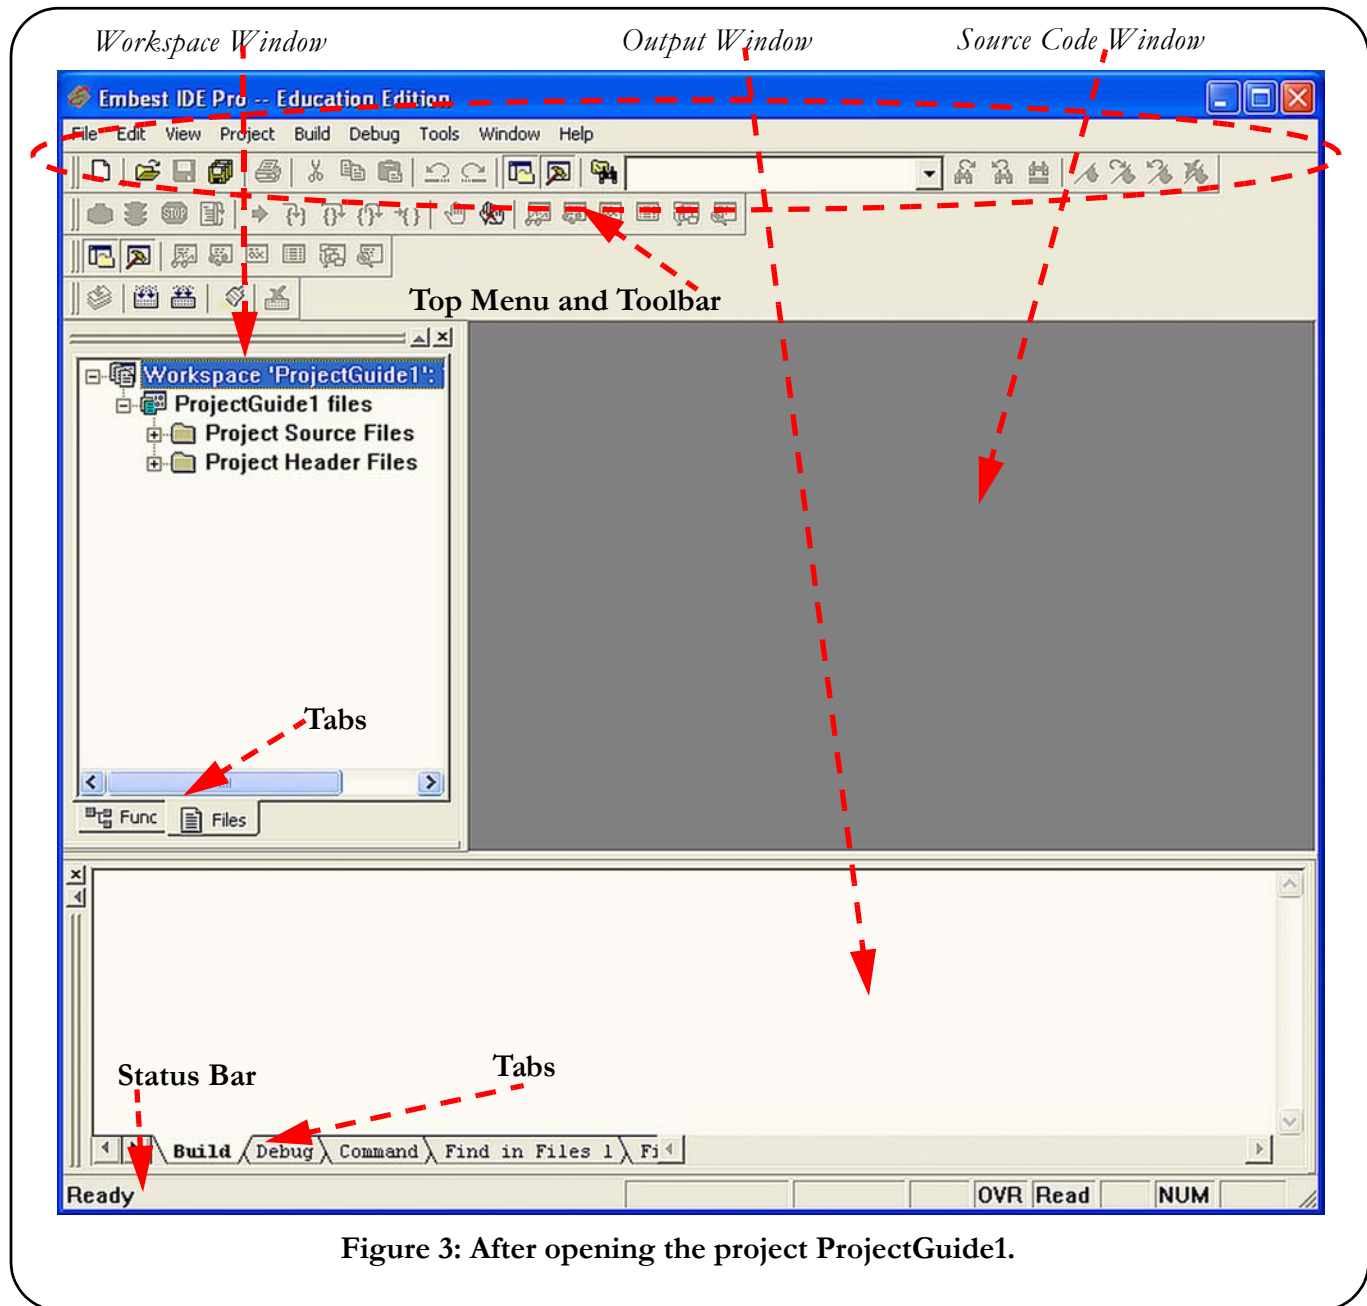 Workspace Window Output Window Source Code Window
Embest IDE Pro -- Education Edition
File Edit View Project Build Debug Tools Window Help
STOP
Top Menu and Toolbar
Workspace 'ProjectGuide1':
ProjectGuide1 files
Project Source Files
Project Header Files
Tabs
Func Files
Status Bar Tabs
Build Debug Command Find in Files 1 Fi
Ready OVR Read NUM
Figure 3: After opening the project ProjectGuide1.